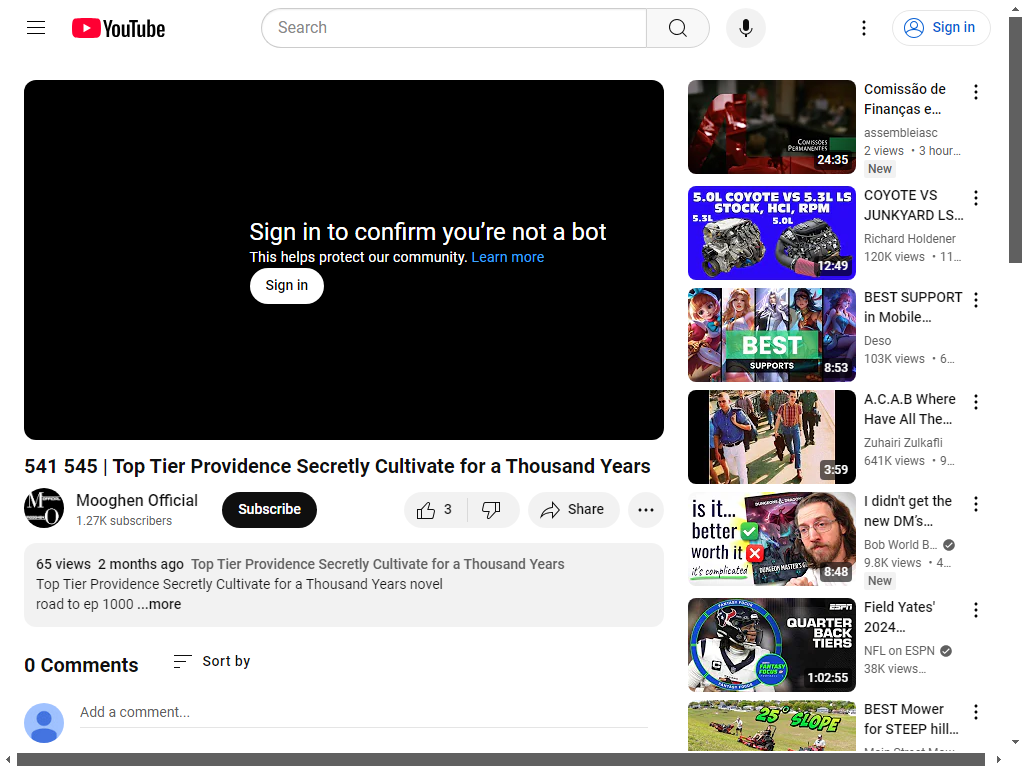 YouTube
Search
Sign in
Sign in to confirm you’re not a bot
This helps protect our community. Learn more
Sign in
541 545 | Top Tier Providence Secretly Cultivate for a Thousand Years
Mooghen Official
1.27K subscribers
Subscribe
3
Share
65 views 2 months ago Top Tier Providence Secretly Cultivate for a Thousand Years
Top Tier Providence Secretly Cultivate for a Thousand Years novel
road to ep 1000 ...more
0 Comments
Sort by
Add a comment...
COMISSÕES
PERMANENTES
24:35
Comissão de
Finanças e…
assembleiasc
2 views • 3 hour…
New
5.0L COYOTE VS 5.3L LS
STOCK, HCI, RPM
5.3L
5.0L
12:49
COYOTE VS
JUNKYARD LS…
Richard Holdener
120K views • 11…
BEST
SUPPORTS
8:53
BEST SUPPORT
in Mobile…
Deso
103K views • 6…
3:59
A.C.A.B Where
Have All The…
Zuhairi Zulkafli
641K views • 9…
is it...
better
worth it
it's complicated
DUNGEONS & DRAGONS
8:48
I didn't get the
new DM’s…
Bob World B…
9.8K views • 4…
New
FANTASY FOCUS
ESPN
QUARTER
BACK
TIERS
FANTASY
FOCUS
FANTASY FOCUS
1:02:55
Field Yates'
2024…
NFL on ESPN
38K views…
25° SLOPE
BEST Mower
for STEEP hill…